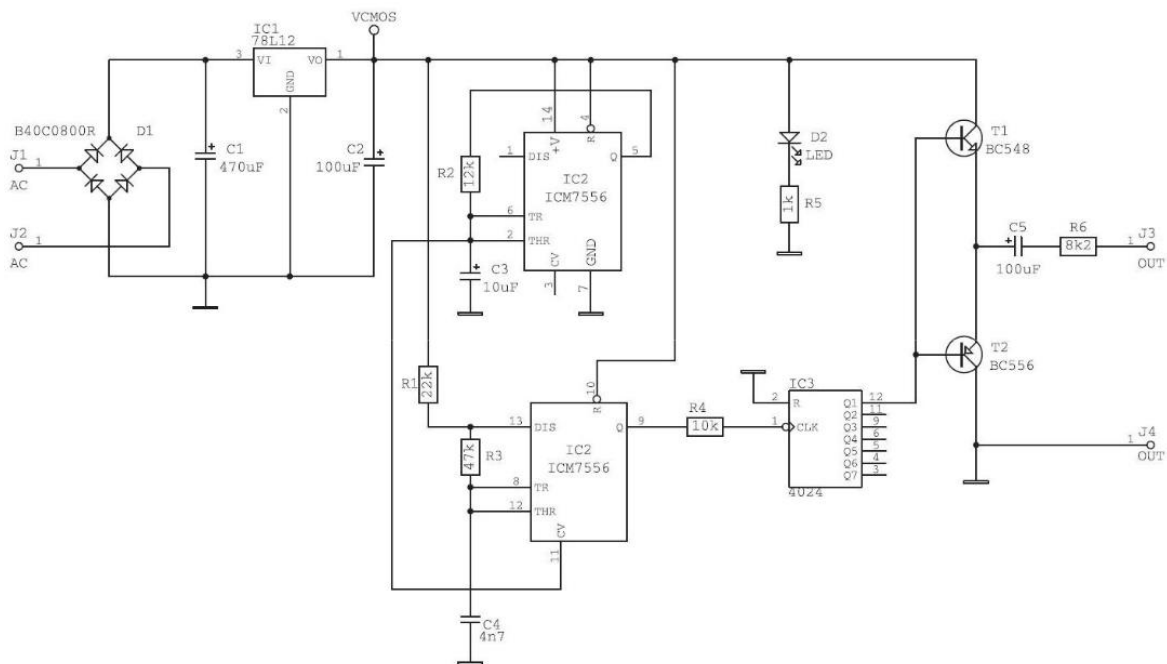 VCMOS
IC1
78L12
3 VI VO 1
GND
2
B40C0800R D1
J1
1
AC
J2
1
AC
C1
470uF
C2
100uF
R2
12k
14
+V
4
R
1 DIS Q 5
IC2
ICM7556
6 TR
2 THR
CV
GND
3
7
C3
10uF
D2
LED
R5
1k
T1
BC548
C5
100uF
R6
8k2
J3
1
OUT
T2
BC556
R1
22k
10
R
13 DIS Q 9
IC2
ICM7556
R3
47k
8 TR
12 THR
CV
11
C4
4n7
R4
10k
IC3
2 R
1 CLK
Q1 12
Q2 11
Q3 9
Q4 6
Q5 5
Q6 4
Q7 3
4024
J4
1
OUT